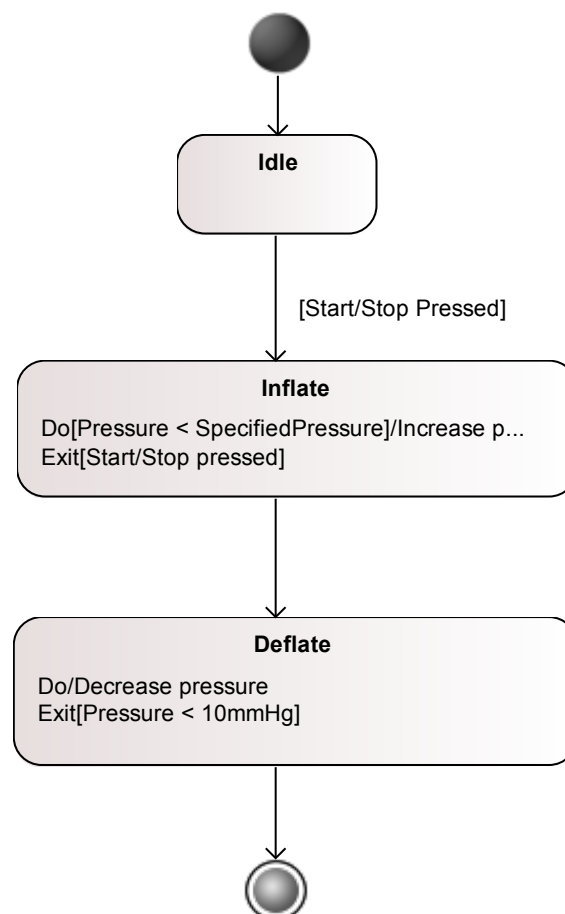 Idle
[Start/Stop Pressed]
Inflate
Do[Pressure < SpecifiedPressure]/Increase p...
Exit[Start/Stop pressed]
Deflate
Do/Decrease pressure
Exit[Pressure < 10mmHg]